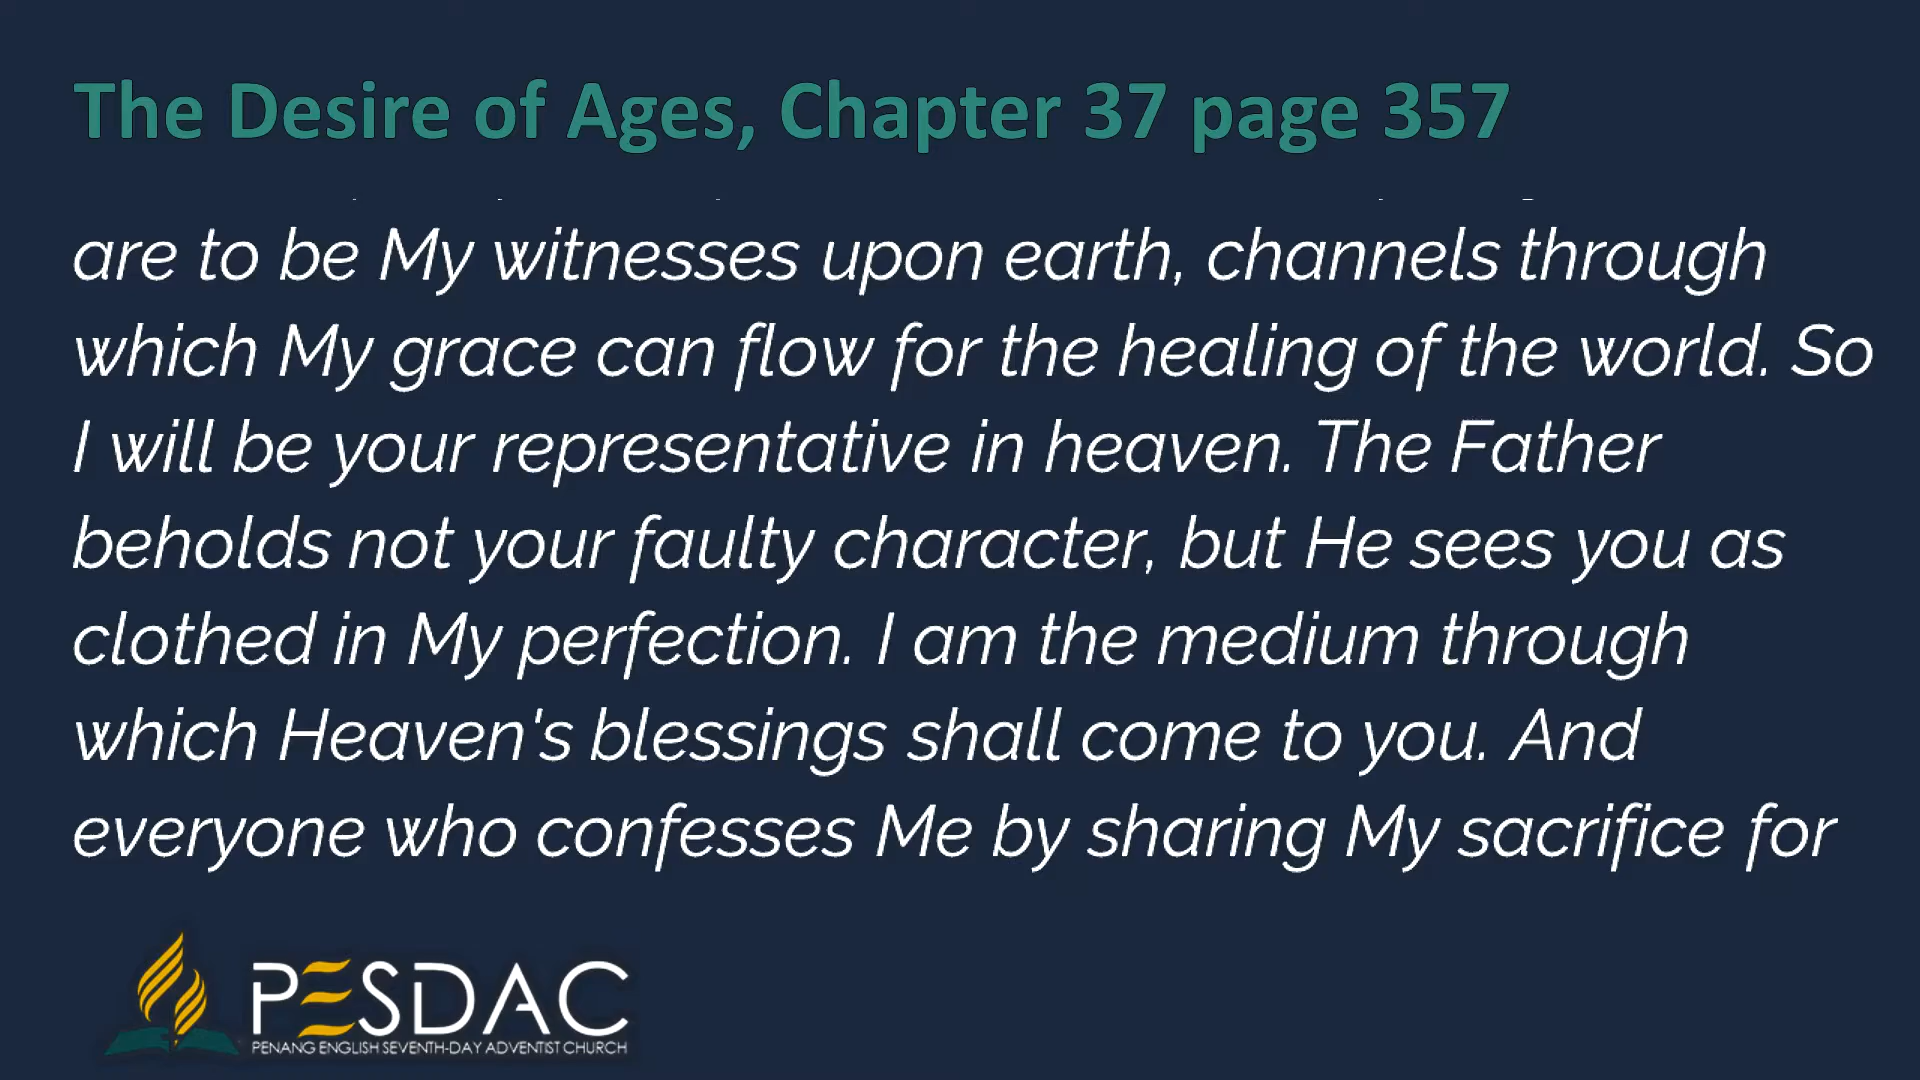 The Desire of Ages, Chapter 37 page 357
are to be My witnesses upon earth, channels through
which My grace can flow for the healing of the world. So
I will be your representative in heaven. The Father
beholds not your faulty character, but He sees you as
clothed in My perfection. I am the medium through
which Heaven's blessings shall come to you. And
everyone who confesses Me by sharing My sacrifice for
PESDAC
PENANG ENGLISH SEVENTH-DAY ADVENTIST CHURCH